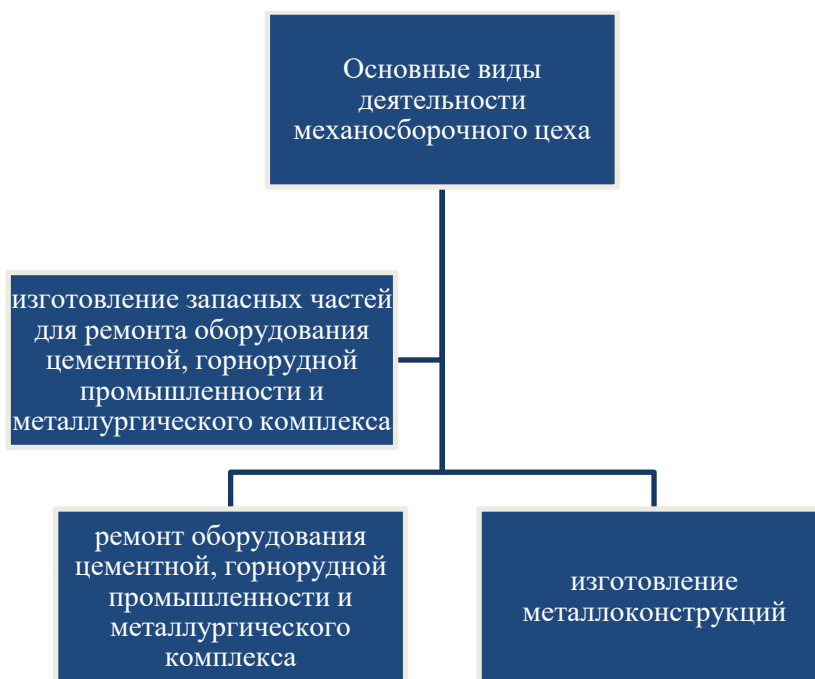 Основные виды
деятельности
механосборочного цеха
изготовление запасных частей
для ремонта оборудования
цементной, горнорудной
промышленности и
металлургического комплекса
ремонт оборудования
цементной, горнорудной
промышленности и
металлургического
комплекса
изготовление
металлоконструкций